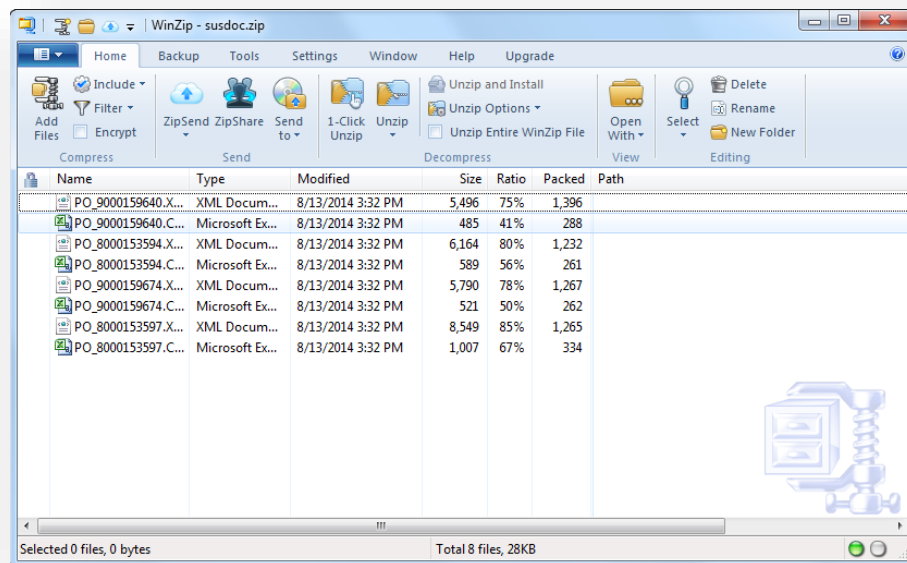 WinZip - susdoc.zip
Home Backup Tools Settings Window Help Upgrade
Add Files
Include
Filter
Encrypt
Compress
ZipSend ZipShare Send to
Send
1-Click Unzip
Unzip
Unzip and Install
Unzip Options
Unzip Entire WinZip File
Decompress
Open With
View
Select
Delete
Rename
New Folder
Editing
Name Type Modified Size Ratio Packed Path
PO_9000159640.X... XML Docum... 8/13/2014 3:32 PM 5,496 75% 1,396
PO_9000159640.C... Microsoft Ex... 8/13/2014 3:32 PM 485 41% 288
PO_8000153594.X... XML Docum... 8/13/2014 3:32 PM 6,164 80% 1,232
PO_8000153594.C... Microsoft Ex... 8/13/2014 3:32 PM 589 56% 261
PO_9000159674.X... XML Docum... 8/13/2014 3:32 PM 5,790 78% 1,267
PO_9000159674.C... Microsoft Ex... 8/13/2014 3:32 PM 521 50% 262
PO_8000153597.X... XML Docum... 8/13/2014 3:32 PM 8,549 85% 1,265
PO_8000153597.C... Microsoft Ex... 8/13/2014 3:32 PM 1,007 67% 334
Selected 0 files, 0 bytes
Total 8 files, 28KB